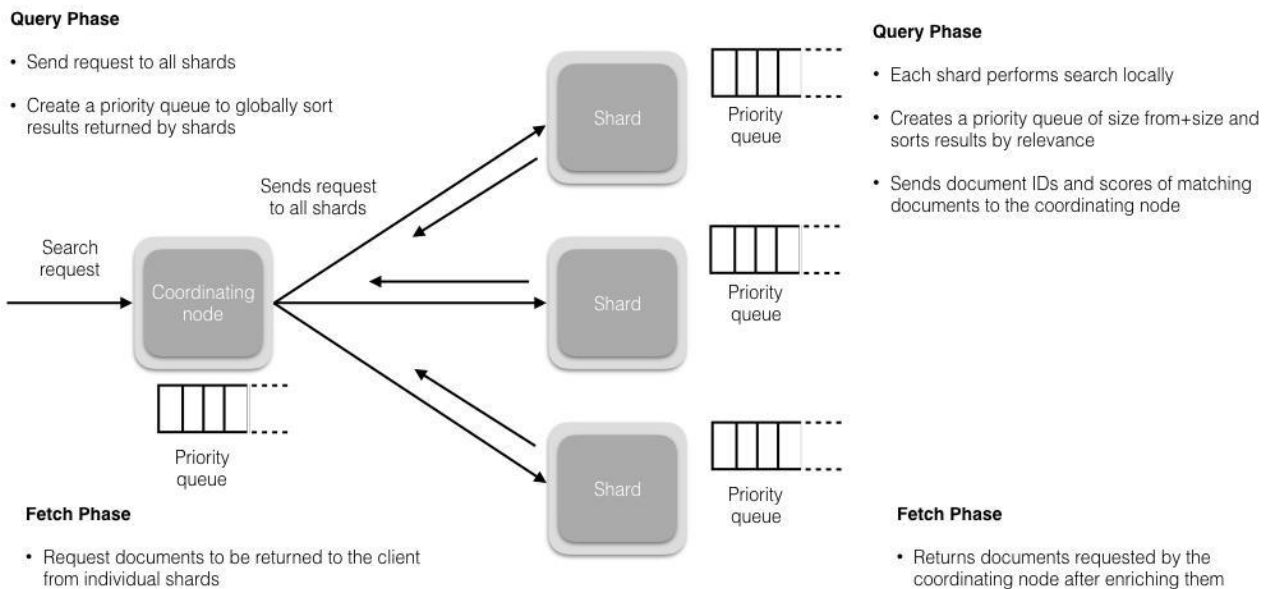 Query Phase
• Send request to all shards
• Create a priority queue to globally sort
results returned by shards
Search
request
Coordinating
node
Priority
queue
Sends request
to all shards
Shard
Priority
queue
Shard
Priority
queue
Shard
Priority
queue
Query Phase
• Each shard performs search locally
• Creates a priority queue of size from+size and
sorts results by relevance
• Sends document IDs and scores of matching
documents to the coordinating node
Fetch Phase
• Request documents to be returned to the client
from individual shards
Fetch Phase
• Returns documents requested by the
coordinating node after enriching them